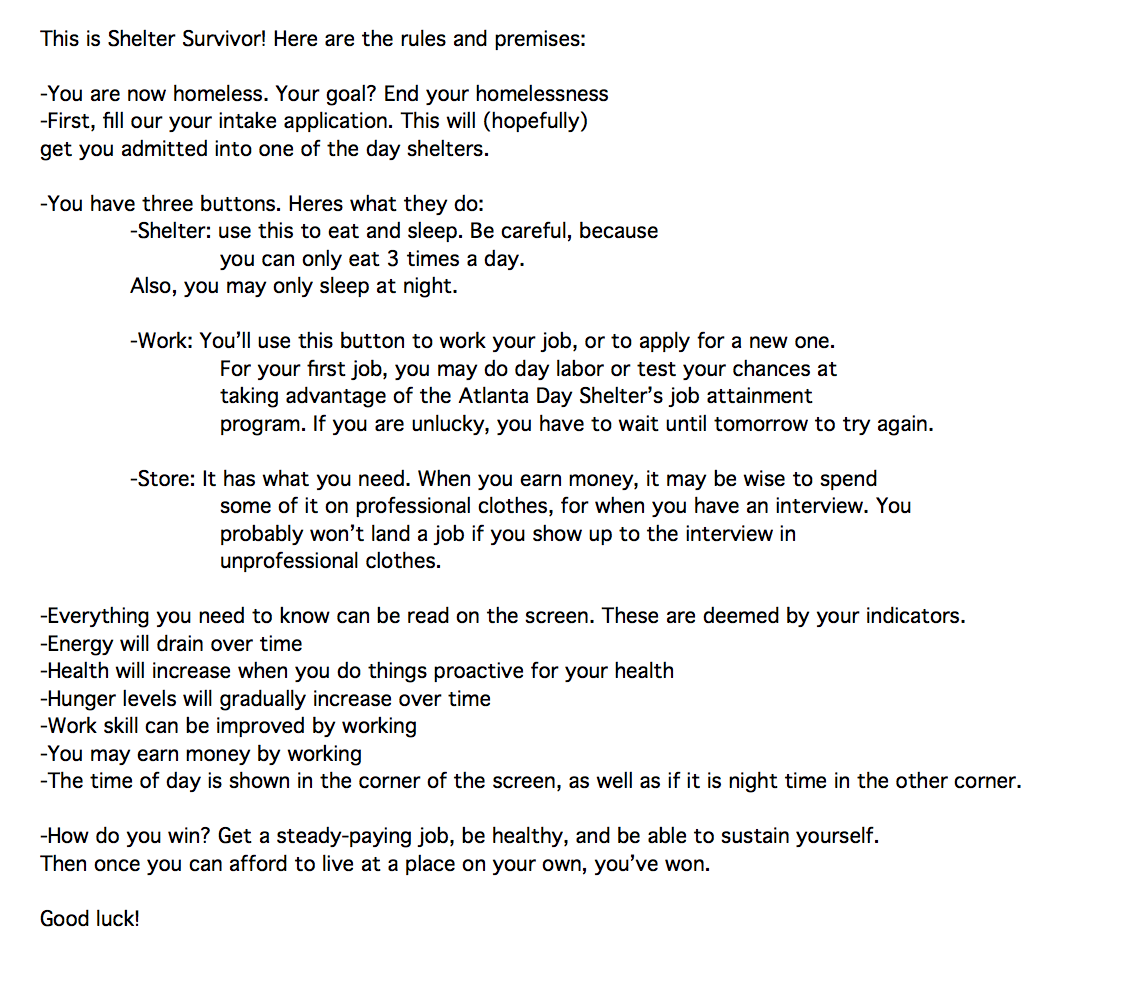 This is Shelter Survivor! Here are the rules and premises:
-You are now homeless. Your goal? End your homelessness
-First, fill our your intake application. This will (hopefully)
get you admitted into one of the day shelters.
-You have three buttons. Heres what they do:
-Shelter: use this to eat and sleep. Be careful, because
you can only eat 3 times a day.
Also, you may only sleep at night.
-Work: You’ll use this button to work your job, or to apply for a new one.
For your first job, you may do day labor or test your chances at
taking advantage of the Atlanta Day Shelter’s job attainment
program. If you are unlucky, you have to wait until tomorrow to try again.
-Store: It has what you need. When you earn money, it may be wise to spend
some of it on professional clothes, for when you have an interview. You
probably won’t land a job if you show up to the interview in
unprofessional clothes.
-Everything you need to know can be read on the screen. These are deemed by your indicators.
-Energy will drain over time
-Health will increase when you do things proactive for your health
-Hunger levels will gradually increase over time
-Work skill can be improved by working
-You may earn money by working
-The time of day is shown in the corner of the screen, as well as if it is night time in the other corner.
-How do you win? Get a steady-paying job, be healthy, and be able to sustain yourself.
Then once you can afford to live at a place on your own, you’ve won.
Good luck!